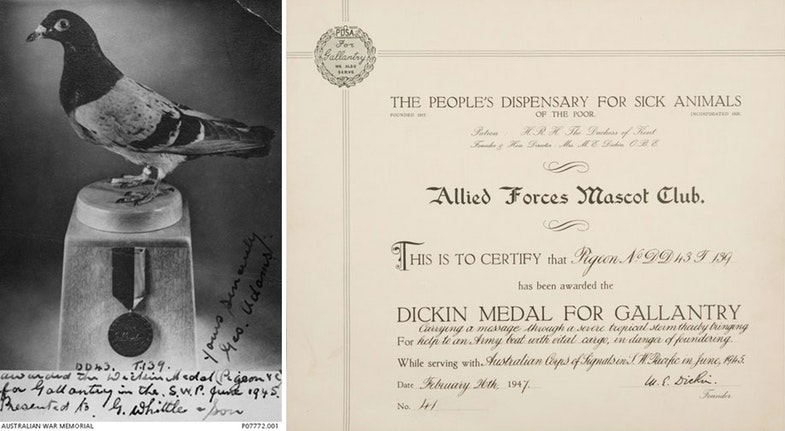 yours sincerely
Geo. Adams.
DD43. T.139.
awarded the Dickin Medal, Pigeon V C
for Gallantry in the S.W.P. June 1945.
Presented to G. Whittle & Son
AUSTRALIAN WAR MEMORIAL
P07772.001
PDSA
For
Gallantry
WE ALSO
SERVE
THE PEOPLE'S DISPENSARY FOR SICK ANIMALS
FOUNDED 1917. OF THE POOR. INCORPORATED 1923.
Patron : H.R.H. The Duchess of Kent
Founder & Hon. Director : Mrs. M. E. Dickin, O.B.E.
Allied Forces Mascot Club.
THIS IS TO CERTIFY that Pigeon No DD 43 T 139
has been awarded the
DICKIN MEDAL FOR GALLANTRY
Carrying a message through a severe tropical storm thereby bringing
For help to an Army boat with vital cargo, in danger of foundering.
While serving with Australian Corps of Signals in S.W. Pacific in June, 1945.
Date February 26th 1947. M. E. Dickin.
Founder
No. 41